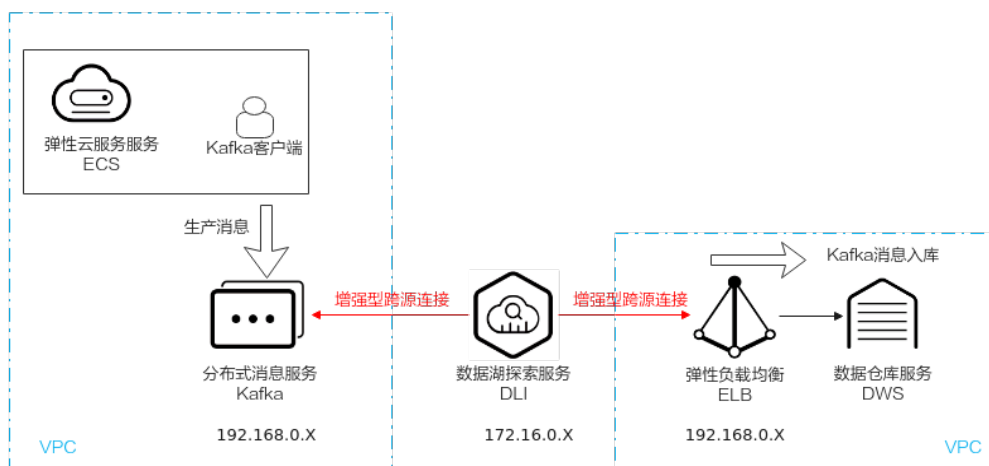 弹性云服务服务
ECS
Kafka客户端
生产消息
Kafka消息入库
增强型跨源连接
增强型跨源连接
分布式消息服务
Kafka
数据湖探索服务
DLI
弹性负载均衡
ELB
数据仓库服务
DWS
192.168.0.X
172.16.0.X
192.168.0.X
VPC
VPC